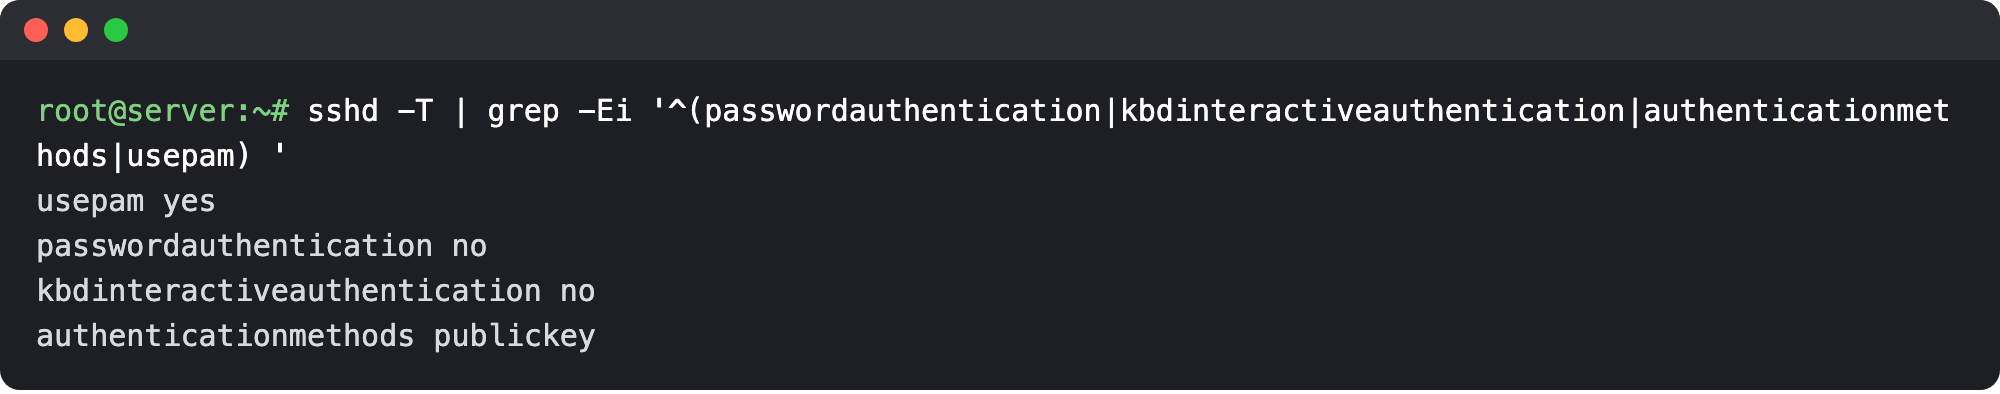 root@server:~# sshd -T | grep -Ei '^(passwordauthentication|kbdinteractiveauthentication|authenticationmet
hods|usepam) '
usepam yes
passwordauthentication no
kbdinteractiveauthentication no
authenticationmethods publickey